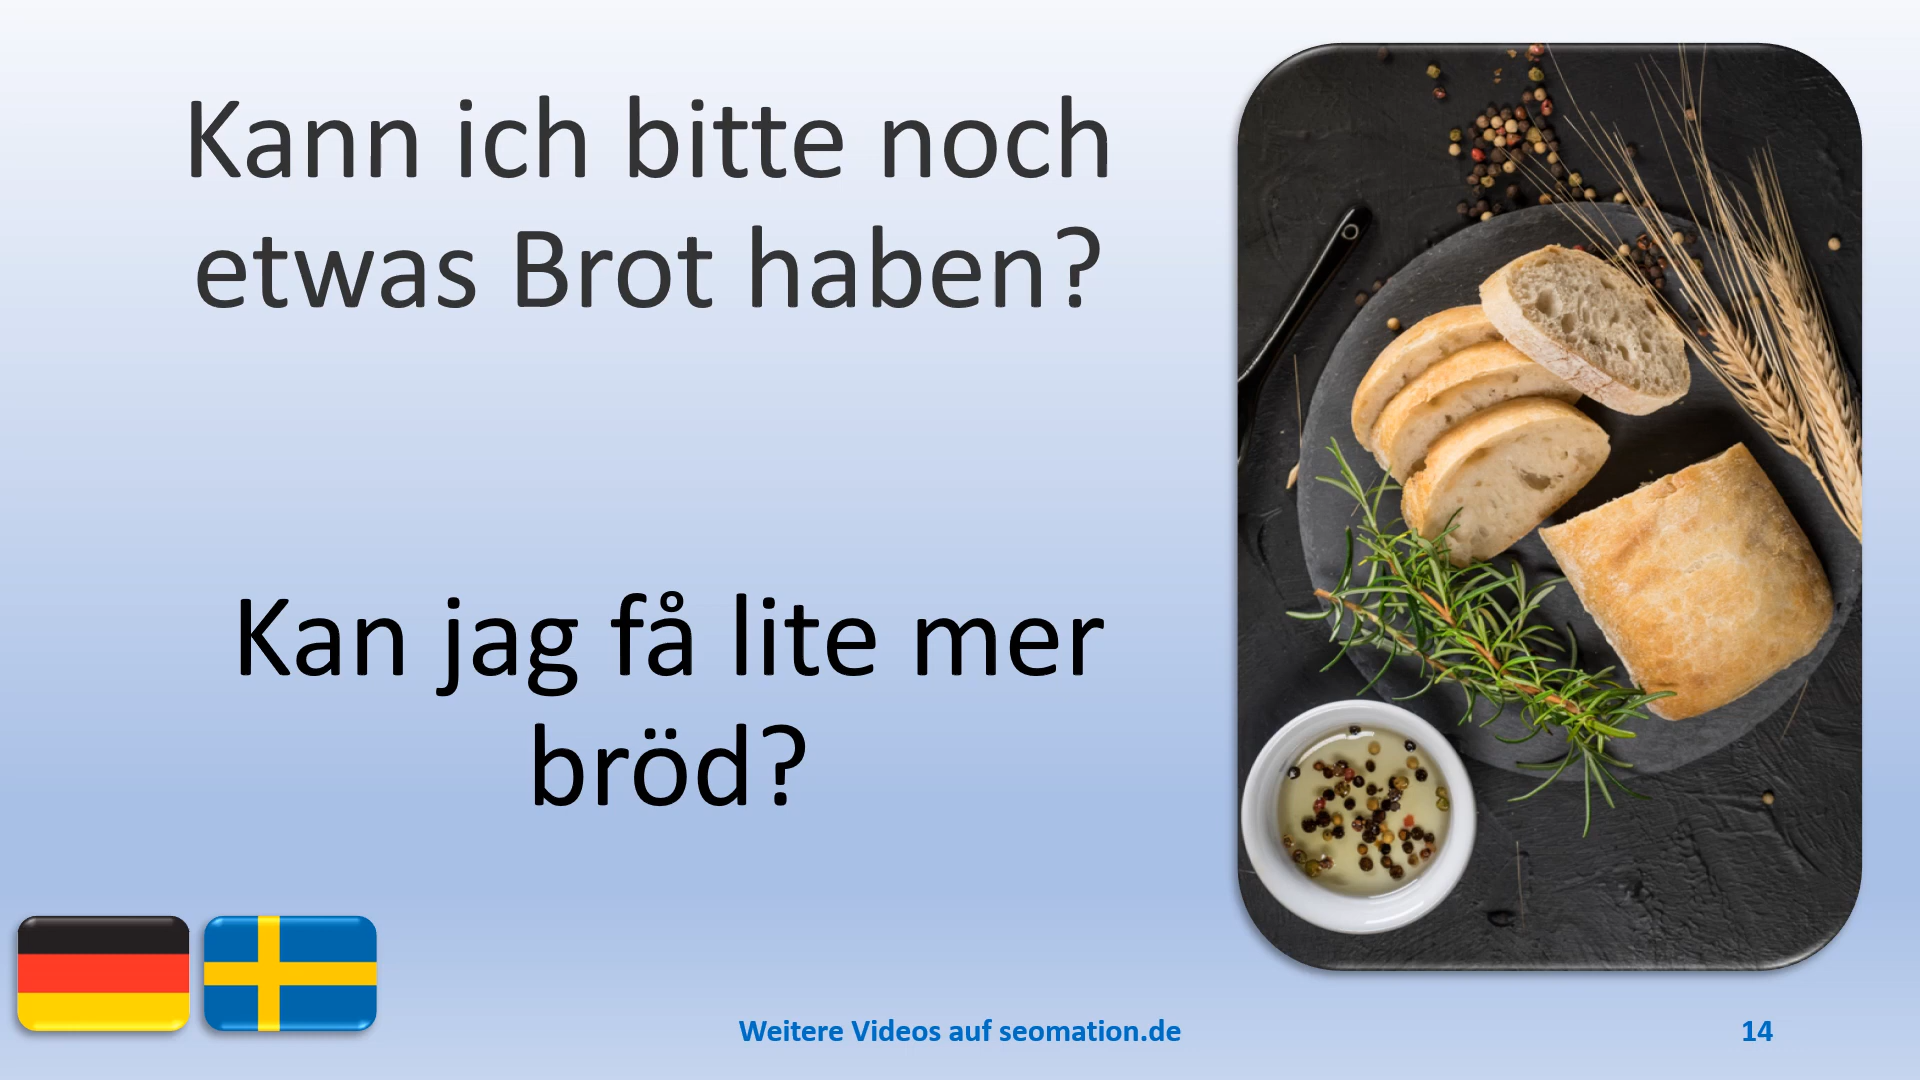 Kann ich bitte noch
etwas Brot haben?
Kan jag få lite mer
bröd?
Weitere Videos auf seomation.de
14